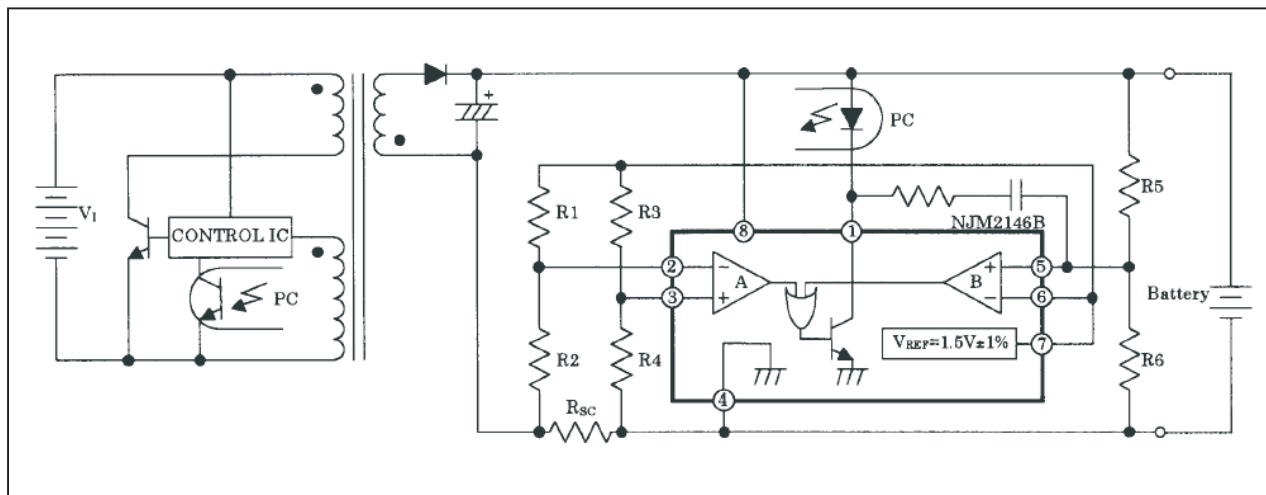 +
PC
V_I
CONTROL IC
PC
R1
R3
R5
NJM2146B
8
1
2
−
A
+
5
B
3
+
−
6
Battery
V_REF=1.5V±1%
7
R2
R4
R6
4
R_SC